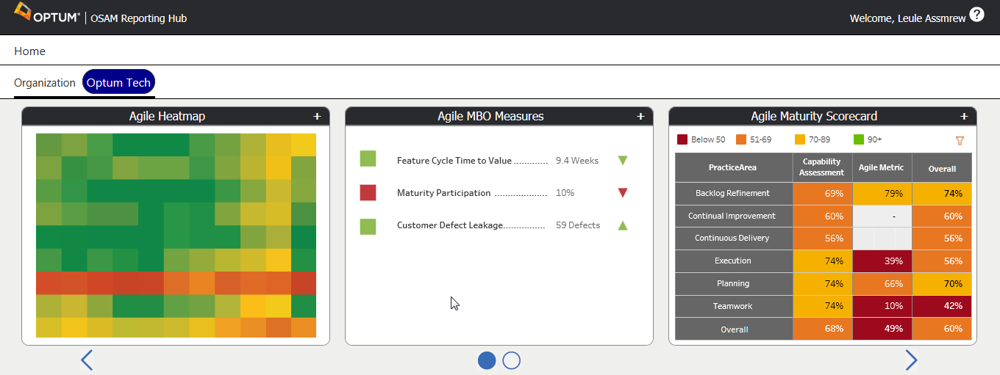 OPTUM® OSAM Reporting Hub
Welcome, Leule Assmrew ?
Home
Organization Optum Tech
Agile Heatmap +
Agile MBO Measures +
Feature Cycle Time to Value ............. 9.4 Weeks
Maturity Participation .................... 10%
Customer Defect Leakage................ 59 Defects
Agile Maturity Scorecard +
Below 50 51-69 70-89 90+
PracticeArea Capability Assessment Agile Metric Overall
Backlog Refinement 69% 79% 74%
Continual Improvement 60% - 60%
Continuous Delivery 56% 56%
Execution 74% 39% 56%
Planning 74% 66% 70%
Teamwork 74% 10% 42%
Overall 68% 49% 60%